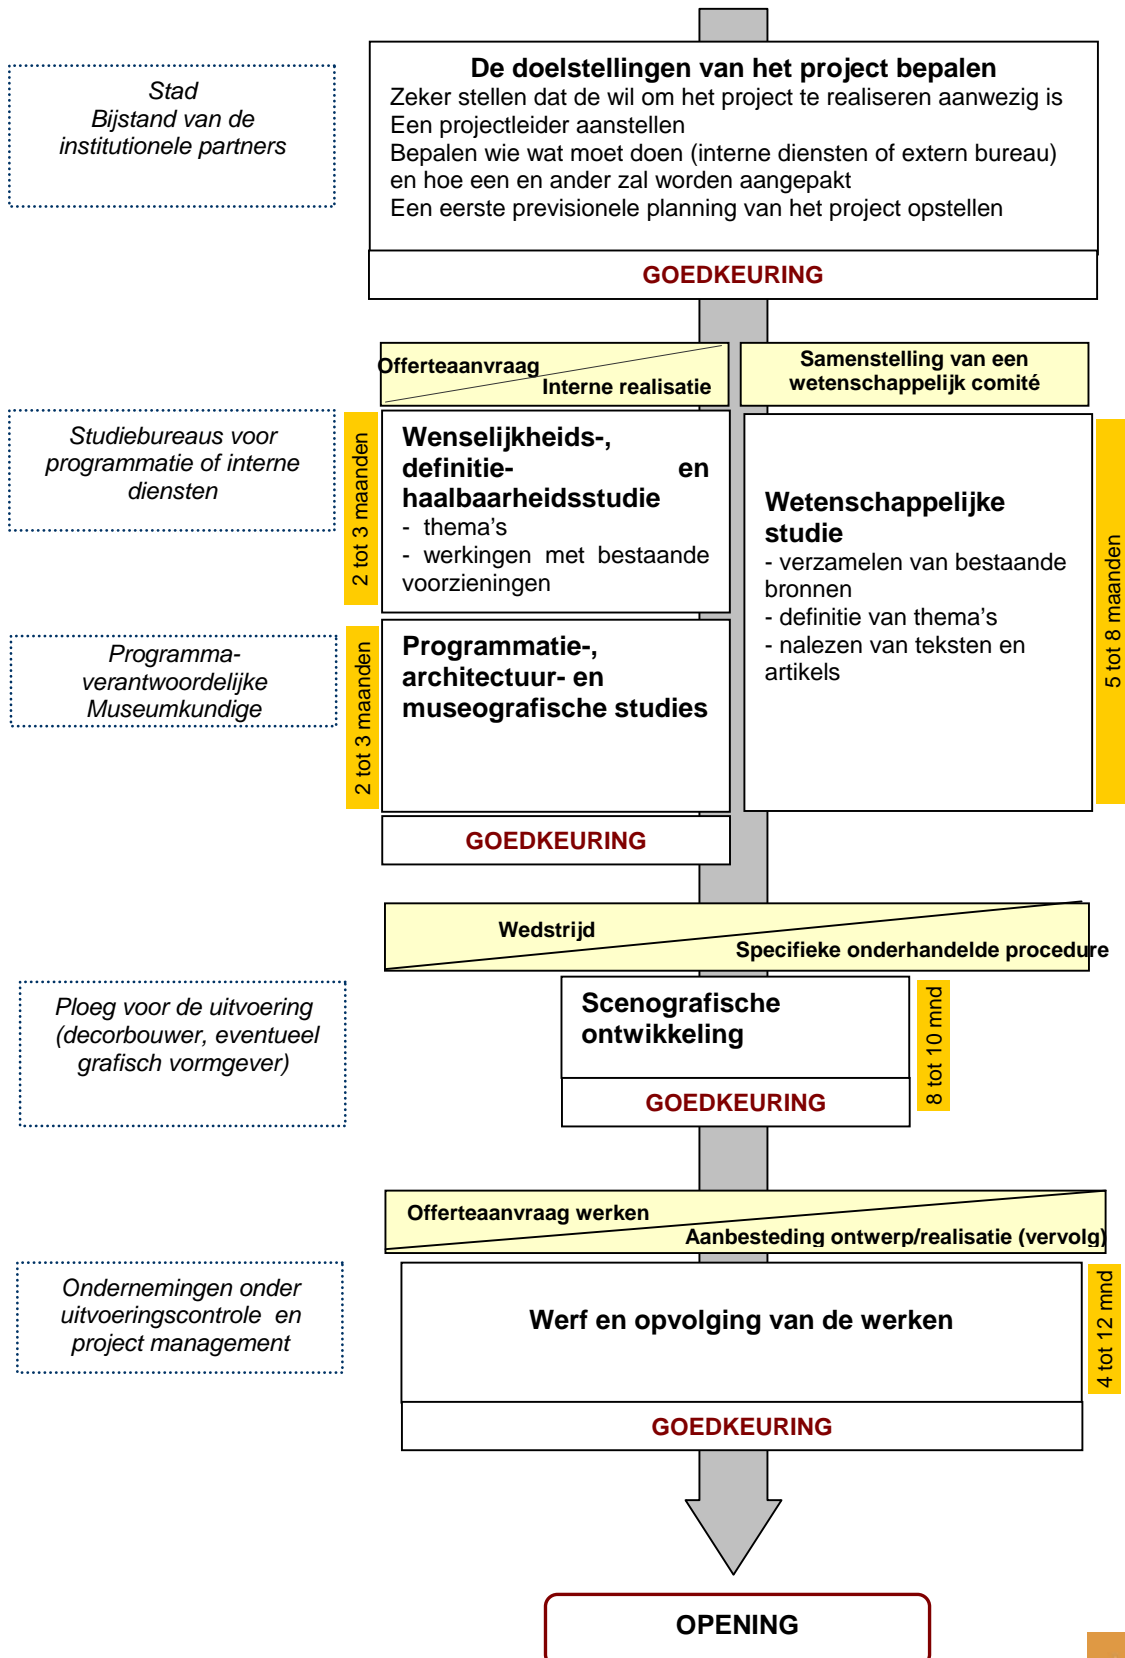 Stad
Bijstand van de
institutionele partners
De doelstellingen van het project bepalen
Zeker stellen dat de wil om het project te realiseren aanwezig is
Een projectleider aanstellen
Bepalen wie wat moet doen (interne diensten of extern bureau)
en hoe een en ander zal worden aangepakt
Een eerste previsionele planning van het project opstellen
GOEDKEURING
Offerteaanvraag
Interne realisatie
Samenstelling van een
wetenschappelijk comité
Studiebureaus voor
programmatie of interne
diensten
2 tot 3 maanden
Wenselijkheids-,
definitie- en
haalbaarheidsstudie
- thema's
- werkingen met bestaande
voorzieningen
Wetenschappelijke
studie
- verzamelen van bestaande
bronnen
- definitie van thema's
- nalezen van teksten en
artikels
5 tot 8 maanden
Programma-
verantwoordelijke
Museumkundige
2 tot 3 maanden
Programmatie-,
architectuur- en
museografische studies
GOEDKEURING
Wedstrijd
Specifieke onderhandelde procedure
Ploeg voor de uitvoering
(decorbouwer, eventueel
grafisch vormgever)
Scenografische
ontwikkeling
8 tot 10 mnd
GOEDKEURING
Offerteaanvraag werken
Aanbesteding ontwerp/realisatie (vervolg)
Ondernemingen onder
uitvoeringscontrole en
project management
Werf en opvolging van de werken
4 tot 12 mnd
GOEDKEURING
OPENING